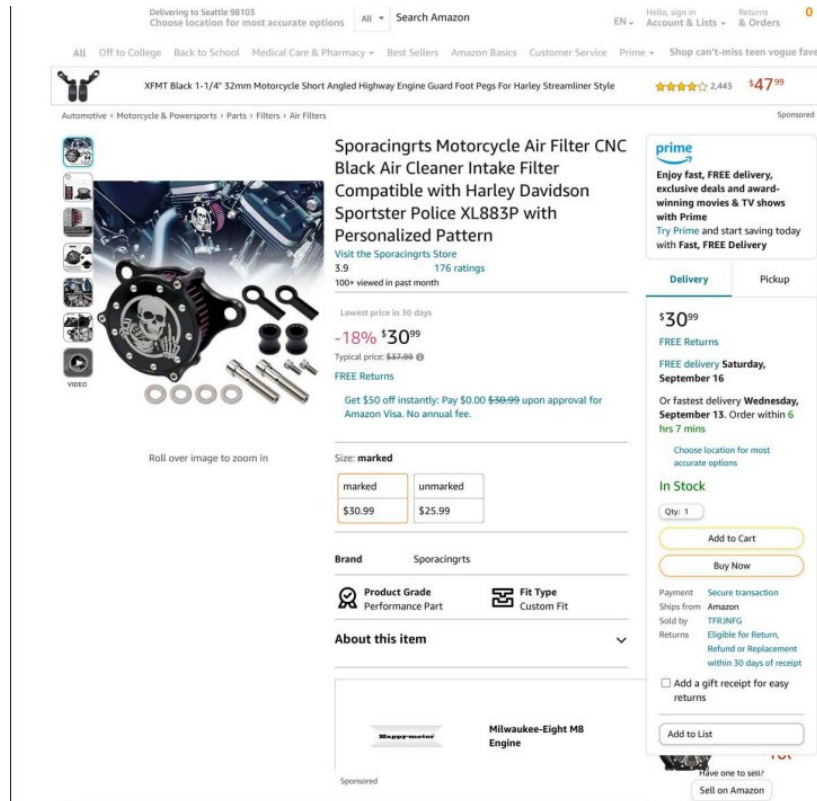 Delivering to Seattle 98103
Choose location for most accurate options
All
Search Amazon
EN
Hello, sign in
Account & Lists
Returns
& Orders
0
All Off to College Back to School Medical Care & Pharmacy Best Sellers Amazon Basics Customer Service Prime Shop can't-miss teen vogue fave
XFMT Black 1-1/4" 32mm Motorcycle Short Angled Highway Engine Guard Foot Pegs For Harley Streamliner Style
2,443
$47.99
Automotive › Motorcycle & Powersports › Parts › Filters › Air Filters
Sponsored
Sporacingrts Motorcycle Air Filter CNC
Black Air Cleaner Intake Filter
Compatible with Harley Davidson
Sportster Police XL883P with
Personalized Pattern
Visit the Sporacingrts Store
3.9
176 ratings
100+ viewed in past month
Lowest price in 30 days
-18% $30.99
Typical price: $37.99
FREE Returns
Get $50 off instantly: Pay $0.00 $30.99 upon approval for
Amazon Visa. No annual fee.
VIDEO
Roll over image to zoom in
Size: marked
marked
$30.99
unmarked
$25.99
Brand
Sporacingrts
Product Grade
Performance Part
Fit Type
Custom Fit
About this item
Happy-motor
Milwaukee-Eight M8
Engine
Sponsored
prime
Enjoy fast, FREE delivery,
exclusive deals and award-
winning movies & TV shows
with Prime
Try Prime and start saving today
with Fast, FREE Delivery
Delivery
Pickup
$30.99
FREE Returns
FREE delivery Saturday,
September 16
Or fastest delivery Wednesday,
September 13. Order within 6
hrs 7 mins
Choose location for most
accurate options
In Stock
Qty: 1
Add to Cart
Buy Now
Payment Secure transaction
Ships from Amazon
Sold by TFRJNFG
Returns Eligible for Return,
Refund or Replacement
within 30 days of receipt
Add a gift receipt for easy
returns
Add to List
Have one to sell?
Sell on Amazon